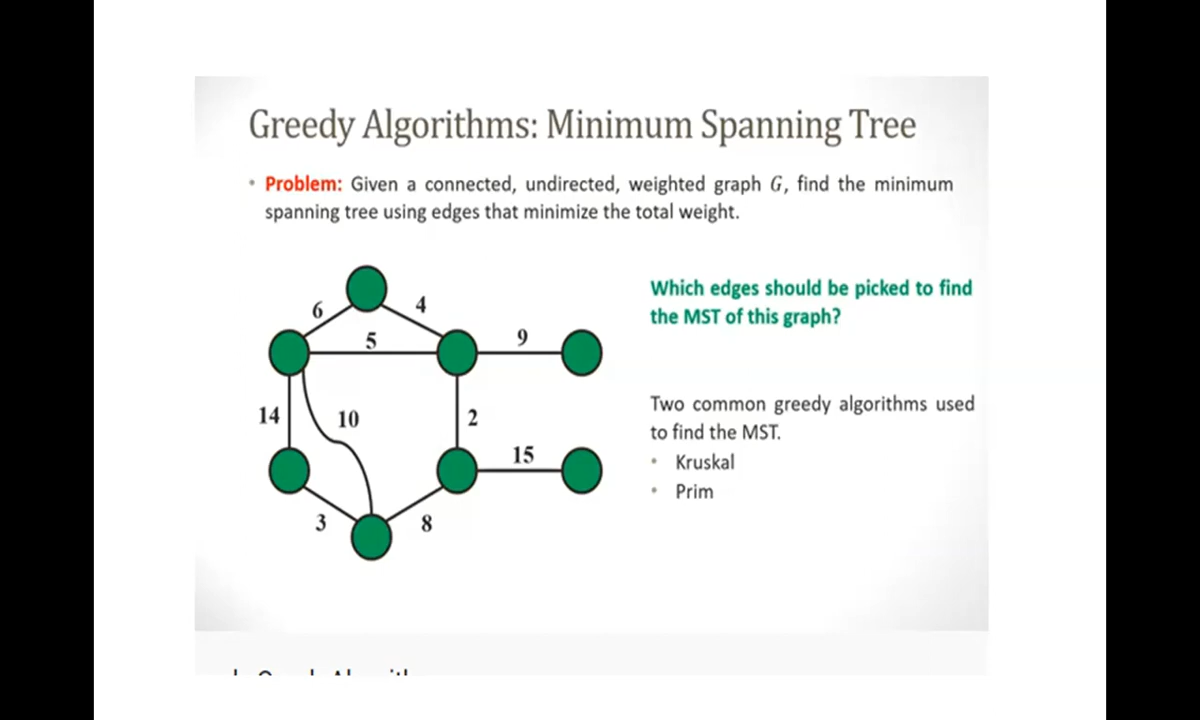 Greedy Algorithms: Minimum Spanning Tree
• Problem: Given a connected, undirected, weighted graph G, find the minimum
spanning tree using edges that minimize the total weight.
Which edges should be picked to find
the MST of this graph?
6
4
5
9
14
10
2
15
3
8
Two common greedy algorithms used
to find the MST.
• Kruskal
• Prim